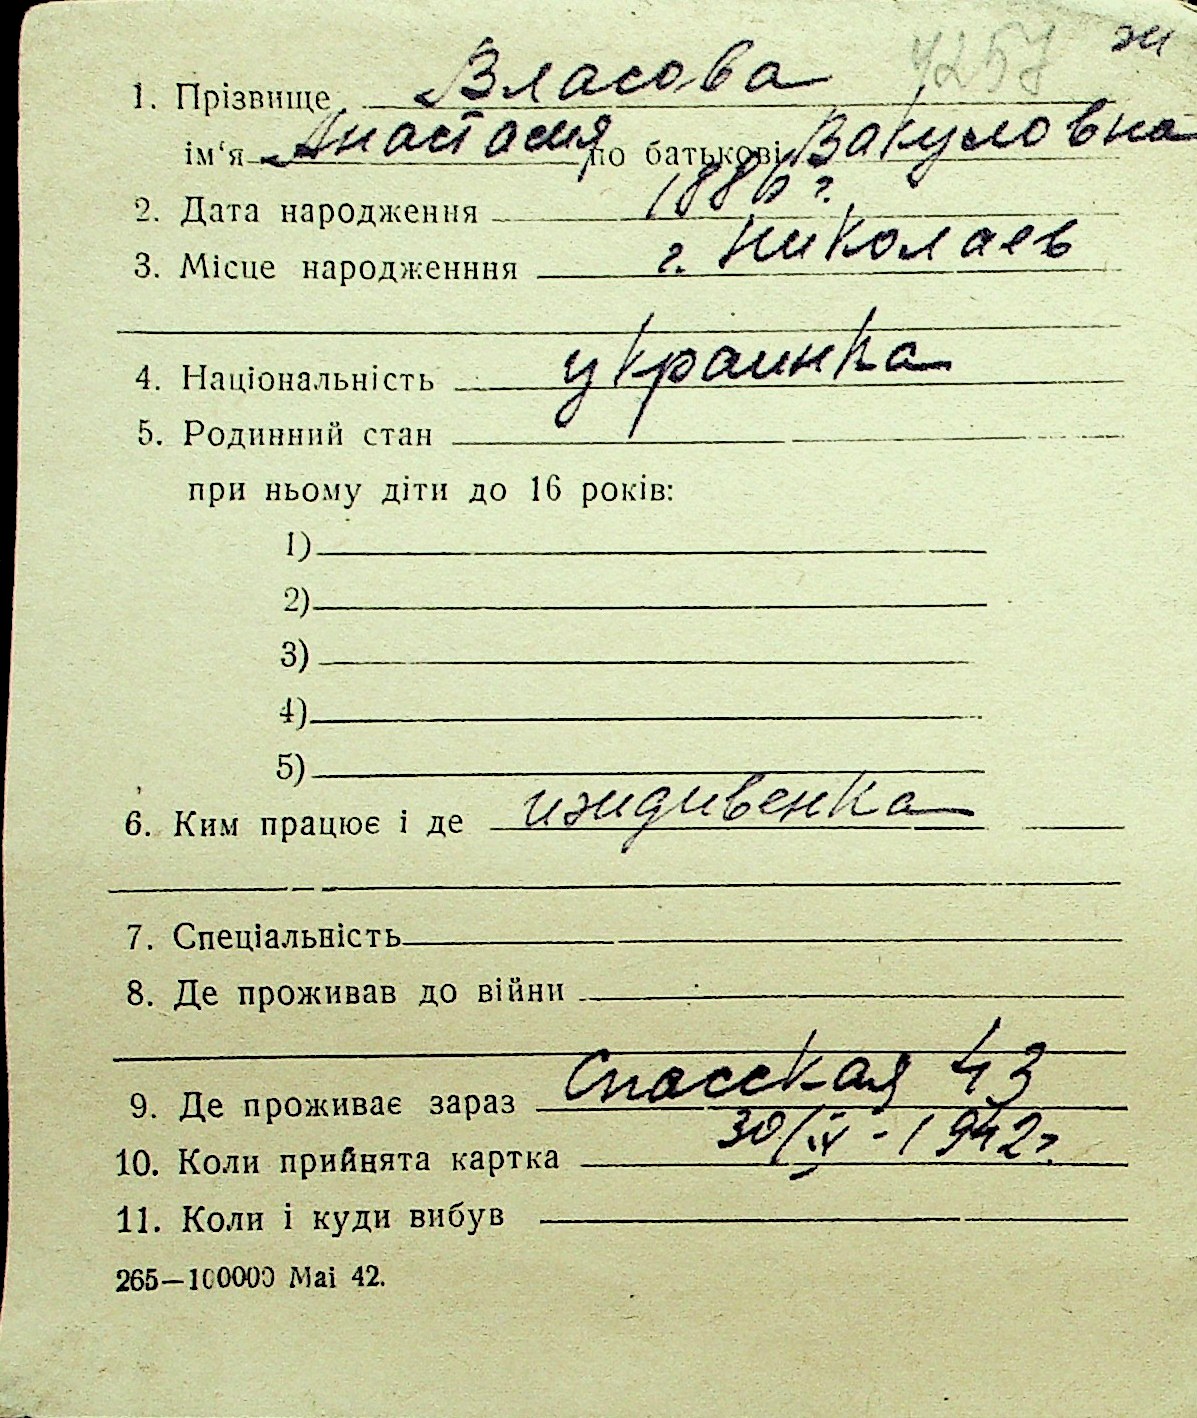 4257 ж
1. Прізвище Власова
ім‘я Анастасия по батькові Вакуловна
2. Дата народження 1886 г.
3. Місце народженння г. Николаев
4. Національність украинка
5. Родинний стан
при ньому діти до 16 років:
1)
2)
3)
4)
5)
6. Ким працює і де иждивенка
7. Спеціальність
8. Де проживав до війни
9. Де проживає зараз Спасская 43
10. Коли прийнята картка 30/IV - 1942 г.
11. Коли і куди вибув
265—100000 Mai 42.